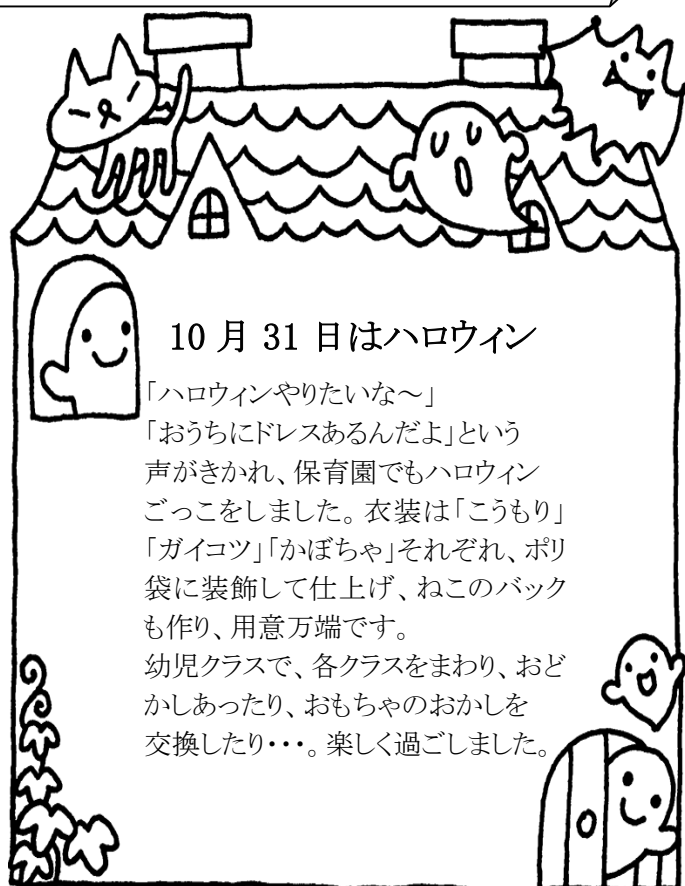 10 月 31 日はハロウィン
「ハロウィンやりたいな～」
「おうちにドレスあるんだよ」という
声がきかれ、保育園でもハロウィン
ごっこをしました。衣装は「こうもり」
「ガイコツ」「かぼちゃ」それぞれ、ポリ
袋に装飾して仕上げ、ねこのバック
も作り、用意万端です。
幼児クラスで、各クラスをまわり、おど
かしあったり、おもちゃのおかしを
交換したり・・・。楽しく過ごしました。